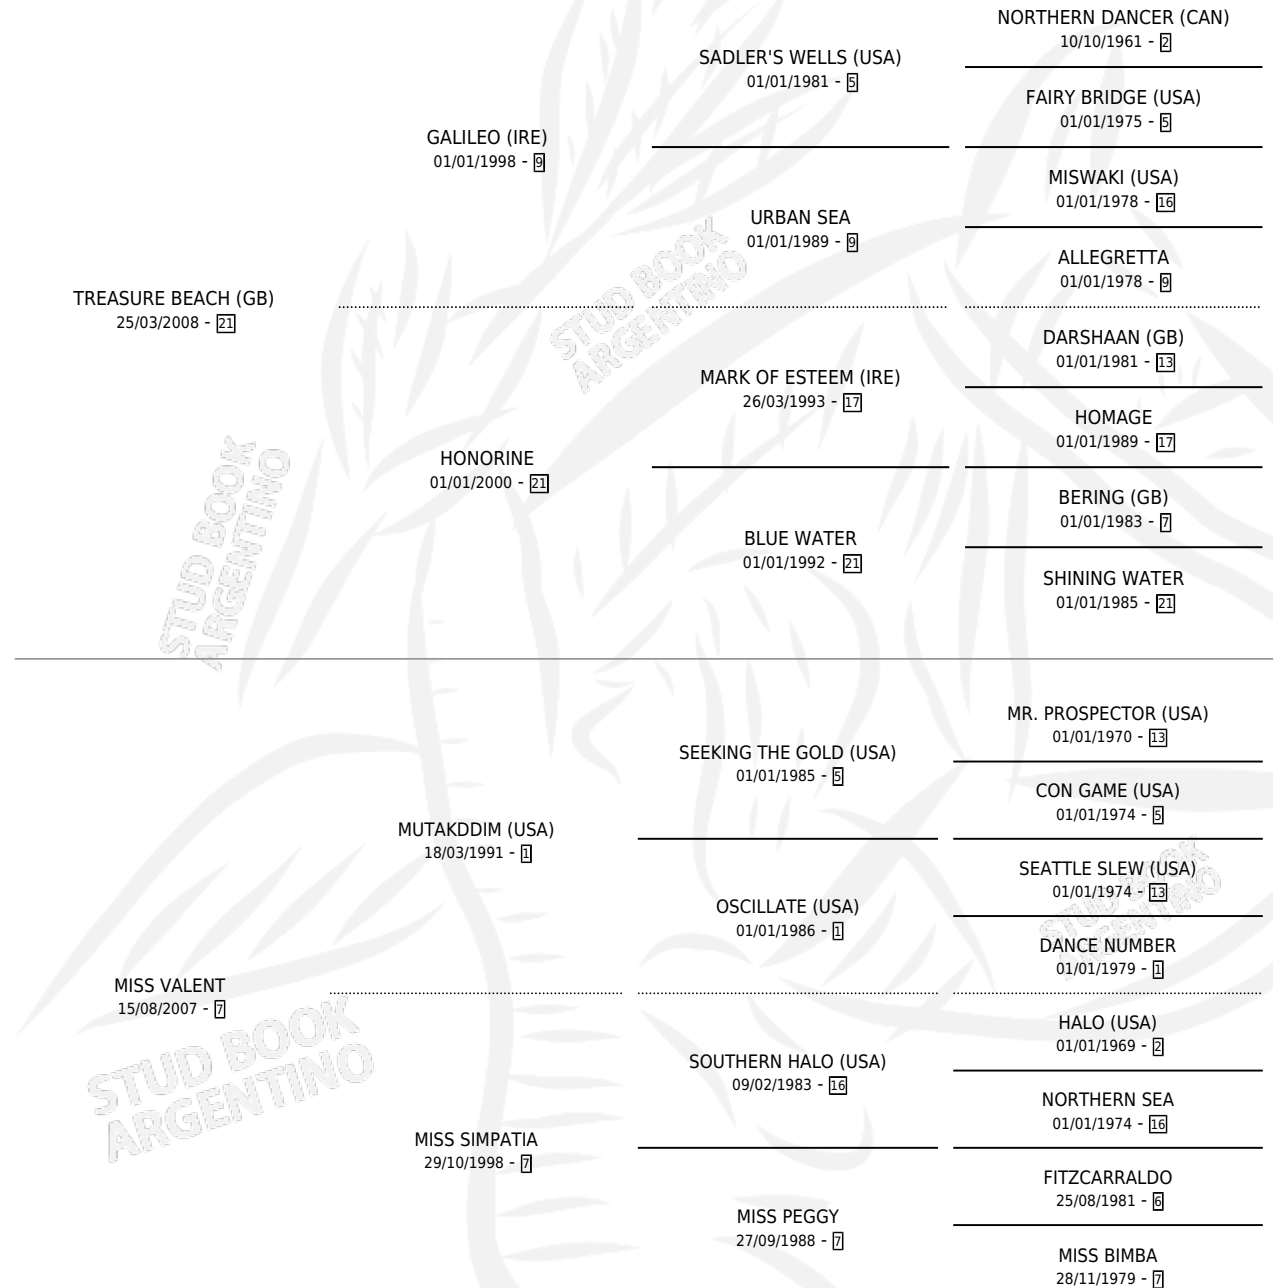 NORTHERN DANCER (CAN)
10/10/1961 - 2
SADLER'S WELLS (USA)
01/01/1981 - 5
FAIRY BRIDGE (USA)
01/01/1975 - 5
GALILEO (IRE)
01/01/1998 - 9
MISWAKI (USA)
01/01/1978 - 16
URBAN SEA
01/01/1989 - 9
ALLEGRETTA
01/01/1978 - 9
TREASURE BEACH (GB)
25/03/2008 - 21
DARSHAAN (GB)
01/01/1981 - 13
MARK OF ESTEEM (IRE)
26/03/1993 - 17
HOMAGE
01/01/1989 - 17
HONORINE
01/01/2000 - 21
BERING (GB)
01/01/1983 - 7
BLUE WATER
01/01/1992 - 21
SHINING WATER
01/01/1985 - 21
MR. PROSPECTOR (USA)
01/01/1970 - 13
SEEKING THE GOLD (USA)
01/01/1985 - 5
CON GAME (USA)
01/01/1974 - 5
MUTAKDDIM (USA)
18/03/1991 - 1
SEATTLE SLEW (USA)
01/01/1974 - 13
OSCILLATE (USA)
01/01/1986 - 1
DANCE NUMBER
01/01/1979 - 1
MISS VALENT
15/08/2007 - 7
HALO (USA)
01/01/1969 - 2
SOUTHERN HALO (USA)
09/02/1983 - 16
NORTHERN SEA
01/01/1974 - 16
MISS SIMPATIA
29/10/1998 - 7
FITZCARRALDO
25/08/1981 - 6
MISS PEGGY
27/09/1988 - 7
MISS BIMBA
28/11/1979 - 7
STUD BOOK
ARGENTINO
STUD BOOK
ARGENTINO
STUD BOOK
ARGENTINO
STUD BOOK
ARGENTINO